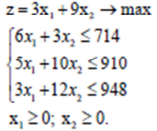 z = 3x₁ + 9x₂ → max
6x₁ + 3x₂ ≤ 714
5x₁ + 10x₂ ≤ 910
3x₁ + 12x₂ ≤ 948
x₁ ≥ 0; x₂ ≥ 0.